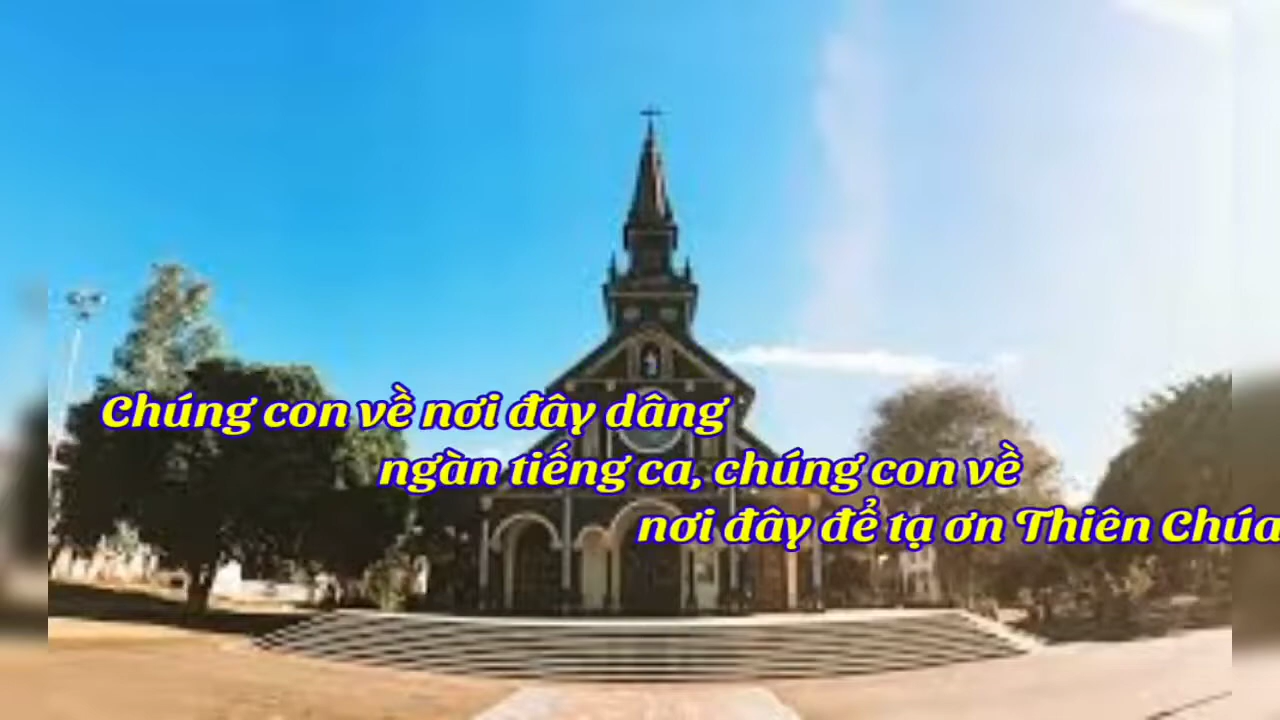 Chúng con về nơi đây dâng
ngàn tiếng ca, chúng con về
nơi đây để tạ ơn Thiên Chúa